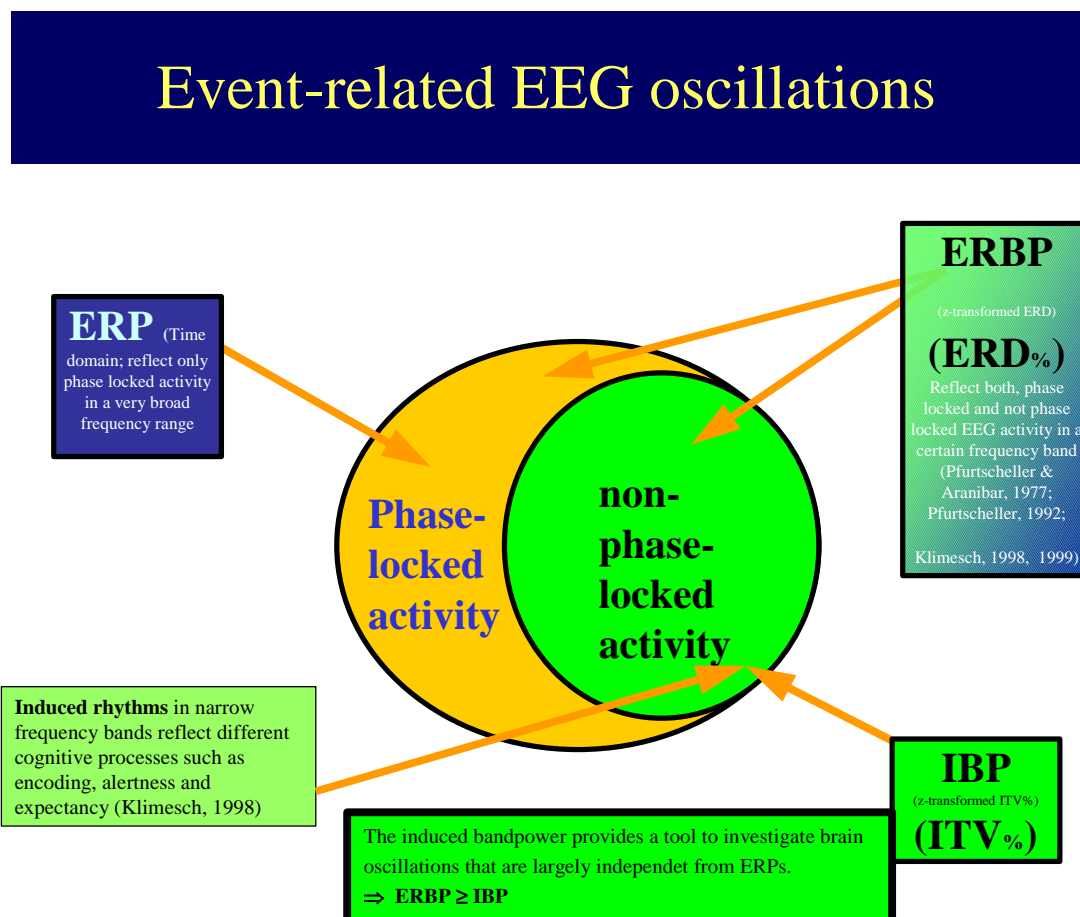 Event-related EEG oscillations
ERP (Time
domain; reflect only
phase locked activity
in a very broad
frequency range
ERBP
(z-transformed ERD)
(ERD%)
Reflect both, phase
locked and not phase
locked EEG activity in a
certain frequency band
(Pfurtscheller &
Aranibar, 1977;
Pfurtscheller, 1992;
Klimesch, 1998, 1999)
Phase-
locked
activity
non-
phase-
locked
activity
Induced rhythms in narrow
frequency bands reflect different
cognitive processes such as
encoding, alertness and
expectancy (Klimesch, 1998)
IBP
(z-transformed ITV%)
(ITV%)
The induced bandpower provides a tool to investigate brain
oscillations that are largely independet from ERPs.
⇒ ERBP ≥ IBP